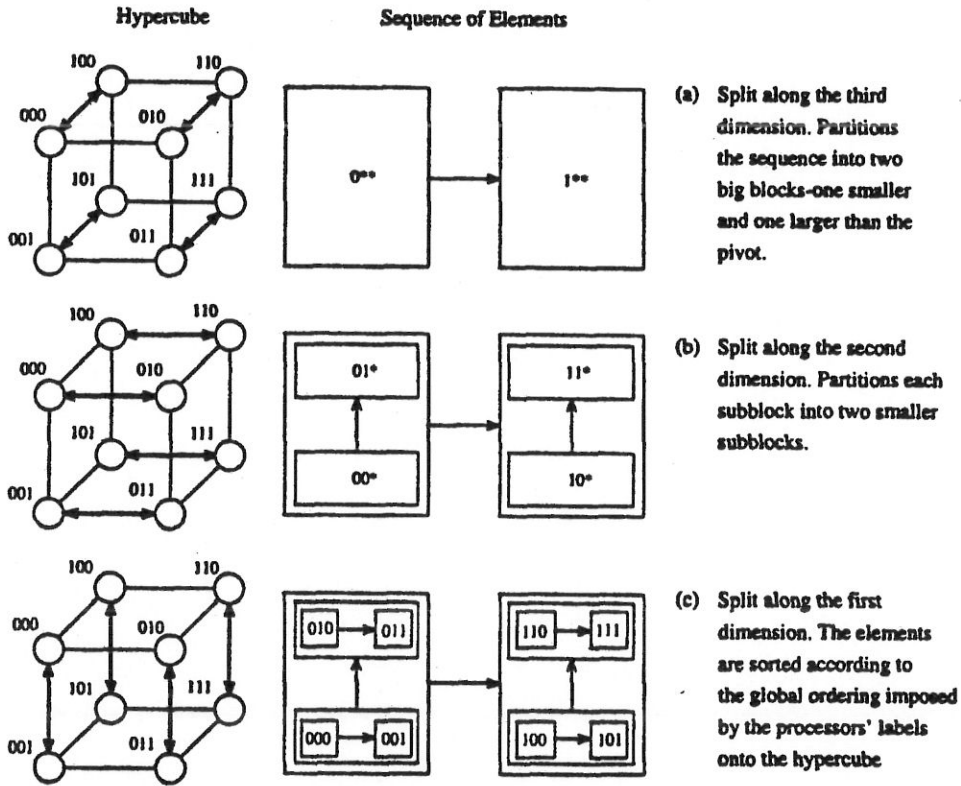 Hypercube
Sequence of Elements
100
110
000
010
101
111
001
011
0**
1**
(a) Split along the third
dimension. Partitions
the sequence into two
big blocks-one smaller
and one larger than the
pivot.
100
110
000
010
101
111
001
011
01*
11*
00*
10*
(b) Split along the second
dimension. Partitions each
subblock into two smaller
subblocks.
100
110
000
010
101
111
001
011
010
011
110
111
000
001
100
101
(c) Split along the first
dimension. The elements
are sorted according to
the global ordering imposed
by the processors' labels
onto the hypercube